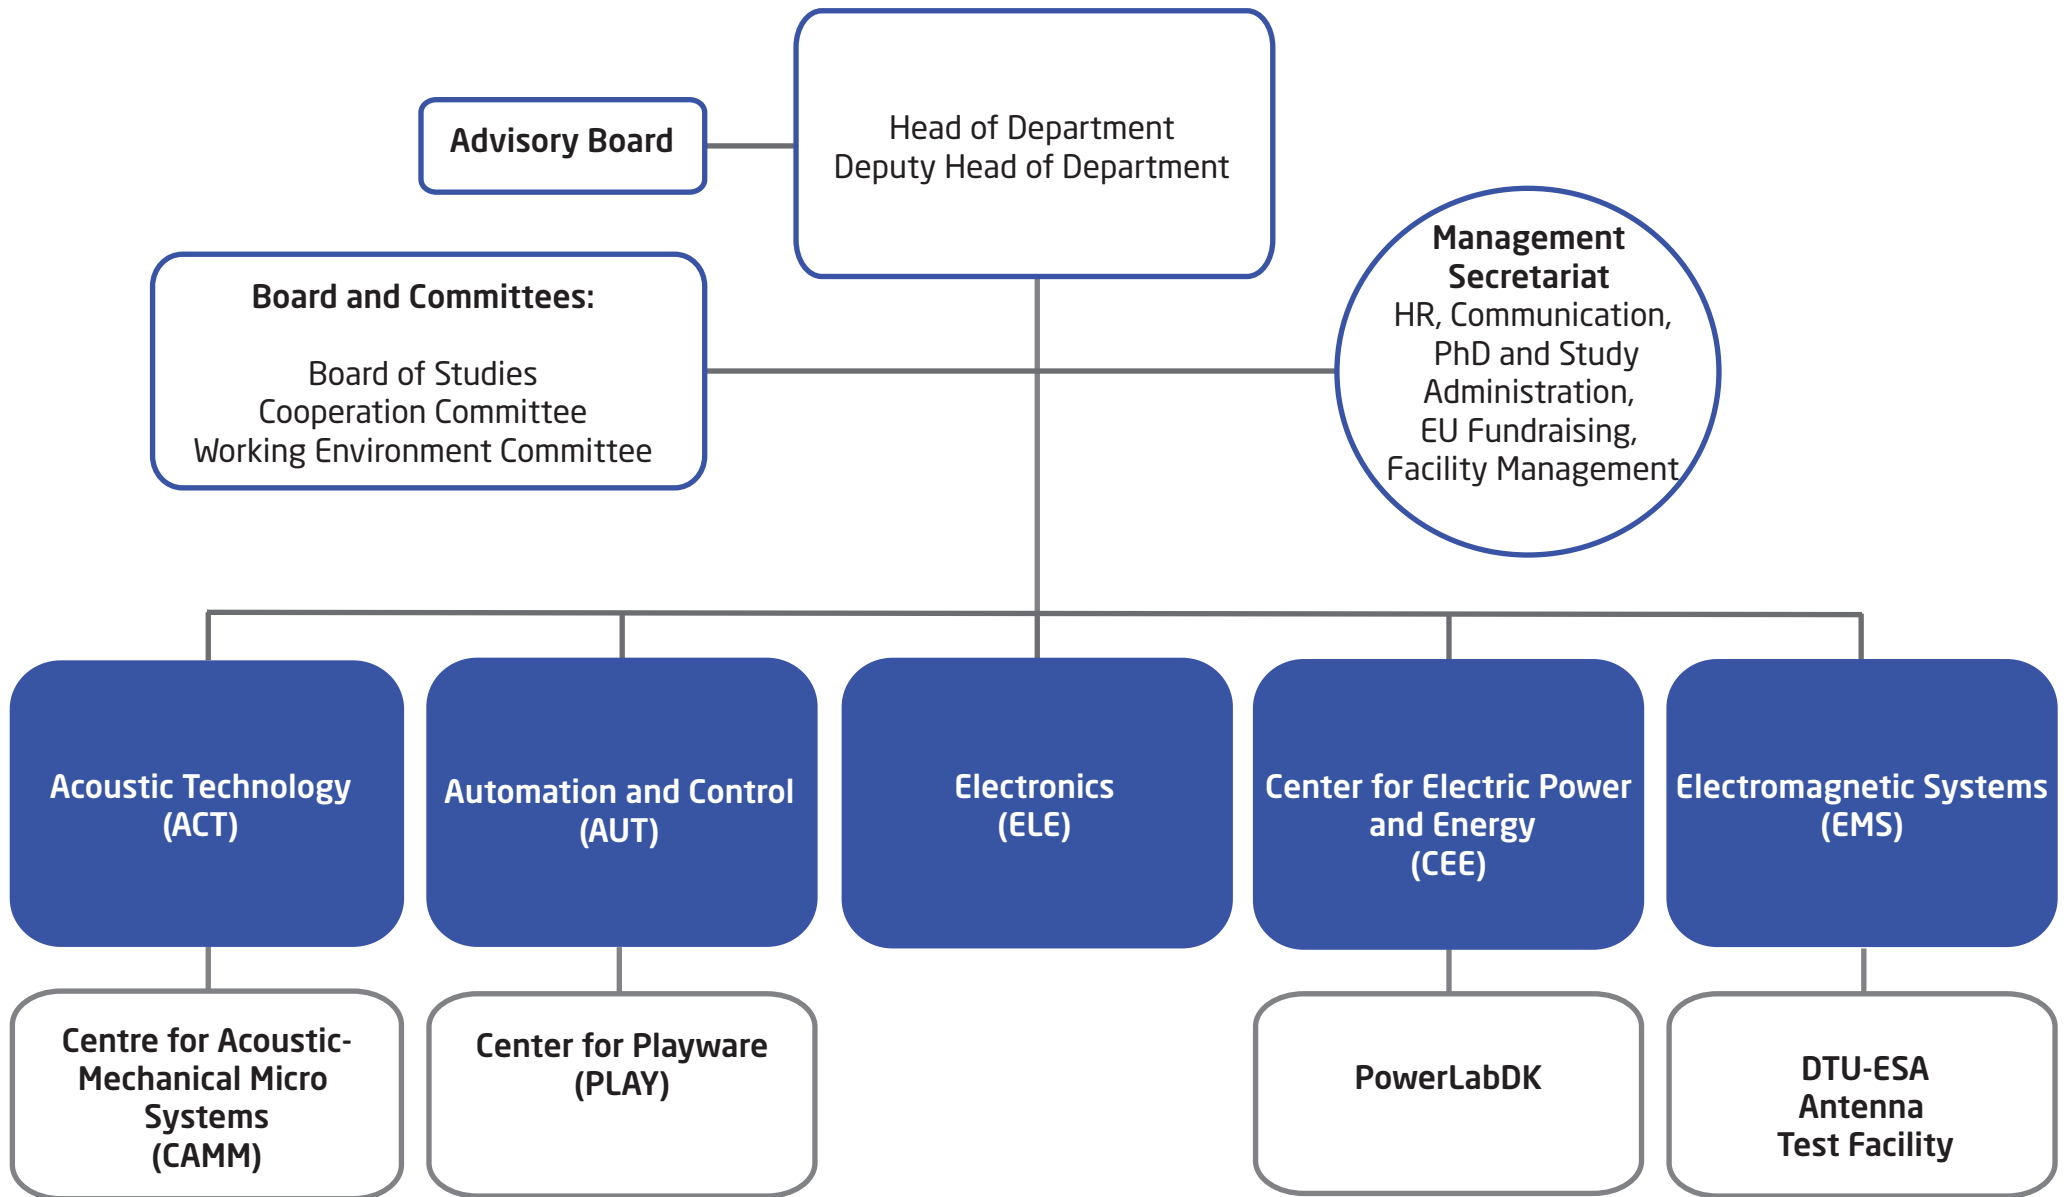 Head of Department
Deputy Head of Department
Advisory Board
Board and Committees:
Board of Studies
Cooperation Committee
Working Environment Committee
Management
Secretariat
HR, Communication,
PhD and Study
Administration,
EU Fundraising,
Facility Management
Acoustic Technology
(ACT)
Automation and Control
(AUT)
Electronics
(ELE)
Center for Electric Power
and Energy
(CEE)
Electromagnetic Systems
(EMS)
Centre for Acoustic-
Mechanical Micro
Systems
(CAMM)
Center for Playware
(PLAY)
PowerLabDK
DTU-ESA
Antenna
Test Facility